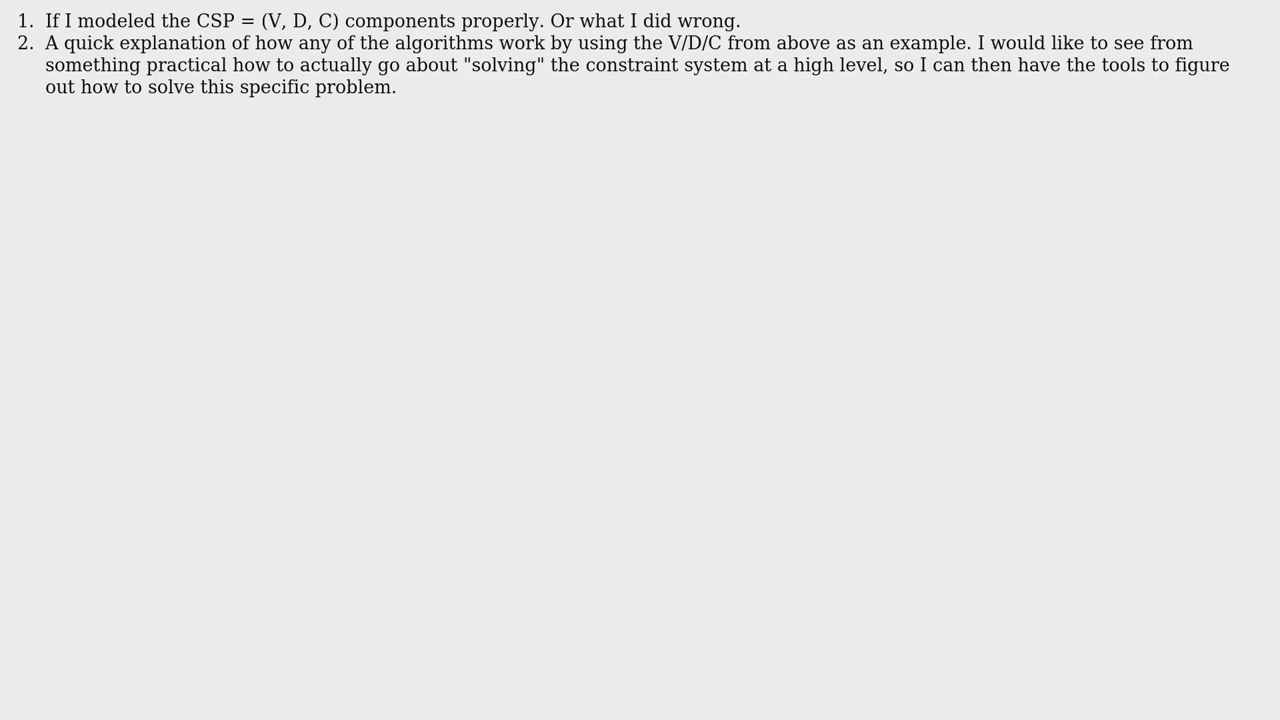 1. If I modeled the CSP = (V, D, C) components properly. Or what I did wrong.
2. A quick explanation of how any of the algorithms work by using the V/D/C from above as an example. I would like to see from
something practical how to actually go about "solving" the constraint system at a high level, so I can then have the tools to figure
out how to solve this specific problem.